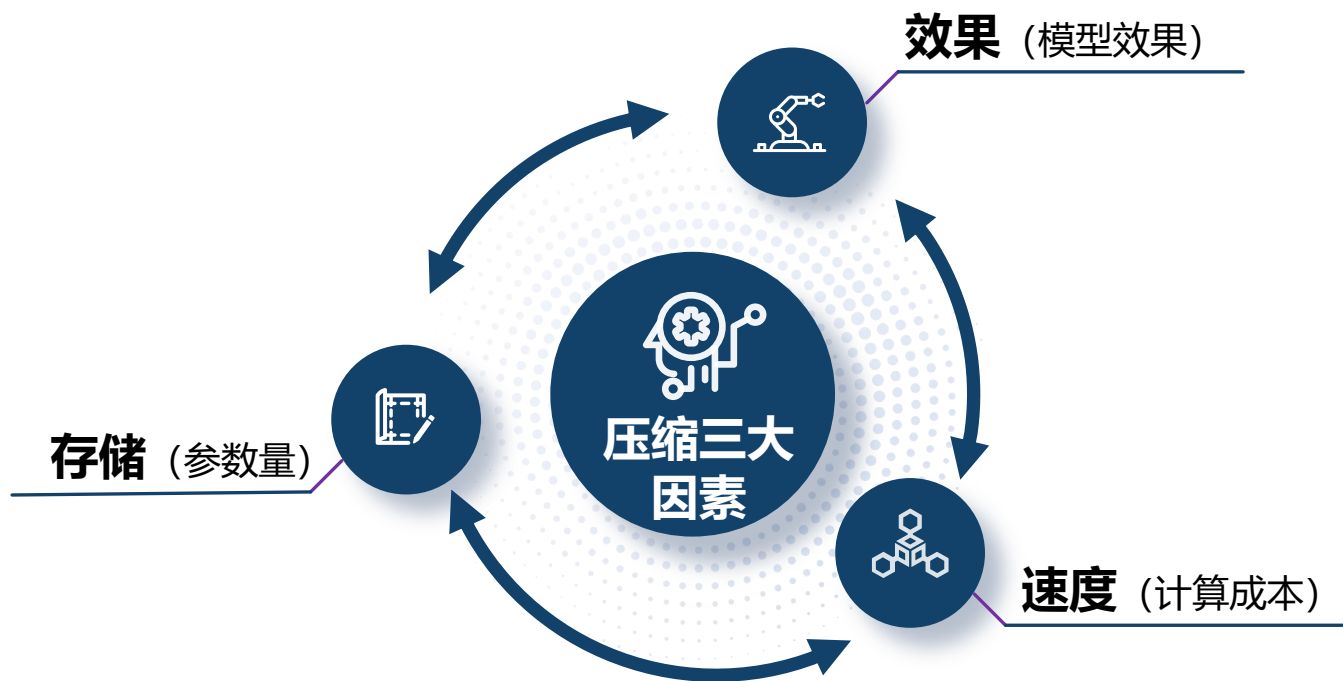 效果（模型效果）
压缩三大
因素
存储（参数量）
速度（计算成本）